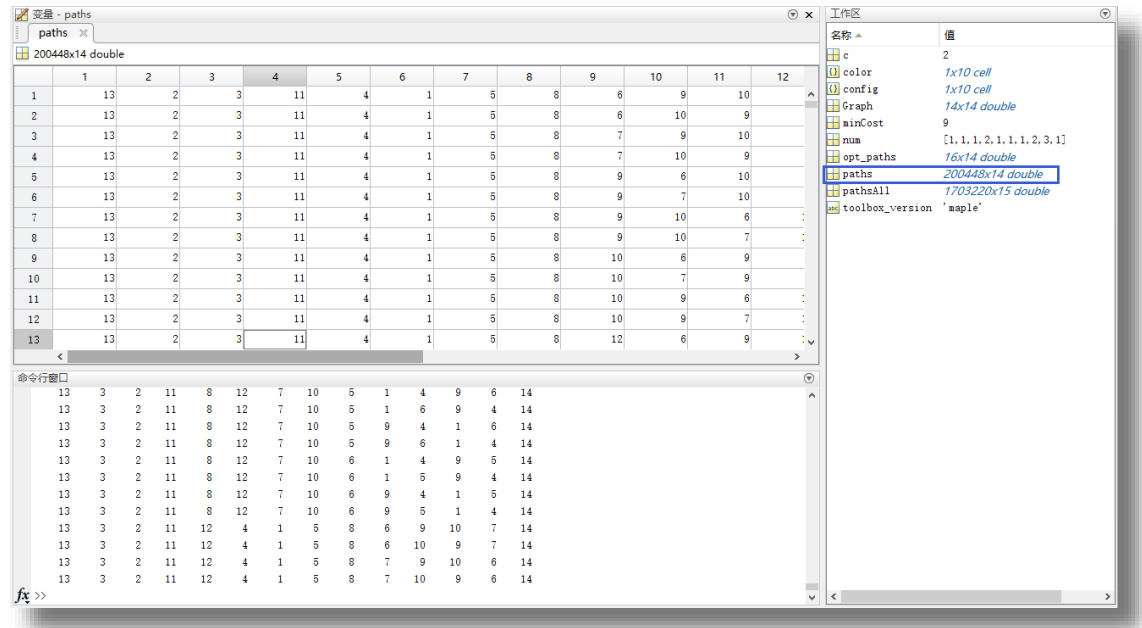 变量 - paths
paths
200448x14 double
1 2 3 4 5 6 7 8 9 10 11 12
1 13 2 3 11 4 1 5 8 6 9 10
2 13 2 3 11 4 1 5 8 6 10 9
3 13 2 3 11 4 1 5 8 7 9 10
4 13 2 3 11 4 1 5 8 7 10 9
5 13 2 3 11 4 1 5 8 9 6 10
6 13 2 3 11 4 1 5 8 9 7 10
7 13 2 3 11 4 1 5 8 9 10 6
8 13 2 3 11 4 1 5 8 9 10 7
9 13 2 3 11 4 1 5 8 10 6 9
10 13 2 3 11 4 1 5 8 10 7 9
11 13 2 3 11 4 1 5 8 10 9 6
12 13 2 3 11 4 1 5 8 10 9 7
13 13 2 3 11 4 1 5 8 12 6 9
命令行窗口
13 3 2 11 8 12 7 10 5 1 4 9 6 14
13 3 2 11 8 12 7 10 5 1 6 9 4 14
13 3 2 11 8 12 7 10 5 9 4 1 6 14
13 3 2 11 8 12 7 10 5 9 6 1 4 14
13 3 2 11 8 12 7 10 6 1 4 9 5 14
13 3 2 11 8 12 7 10 6 1 5 9 4 14
13 3 2 11 8 12 7 10 6 9 4 1 5 14
13 3 2 11 8 12 7 10 6 9 5 1 4 14
13 3 2 11 12 4 1 5 8 6 9 10 7 14
13 3 2 11 12 4 1 5 8 6 10 9 7 14
13 3 2 11 12 4 1 5 8 7 9 10 6 14
13 3 2 11 12 4 1 5 8 7 10 9 6 14
fx >>
工作区
名称 值
c 2
color 1x10 cell
config 1x10 cell
Graph 14x14 double
minCost 9
num [1,1,1,2,1,1,1,2,3,1]
opt_paths 16x14 double
paths 200448x14 double
pathsAll 1703220x15 double
toolbox_version 'maple'